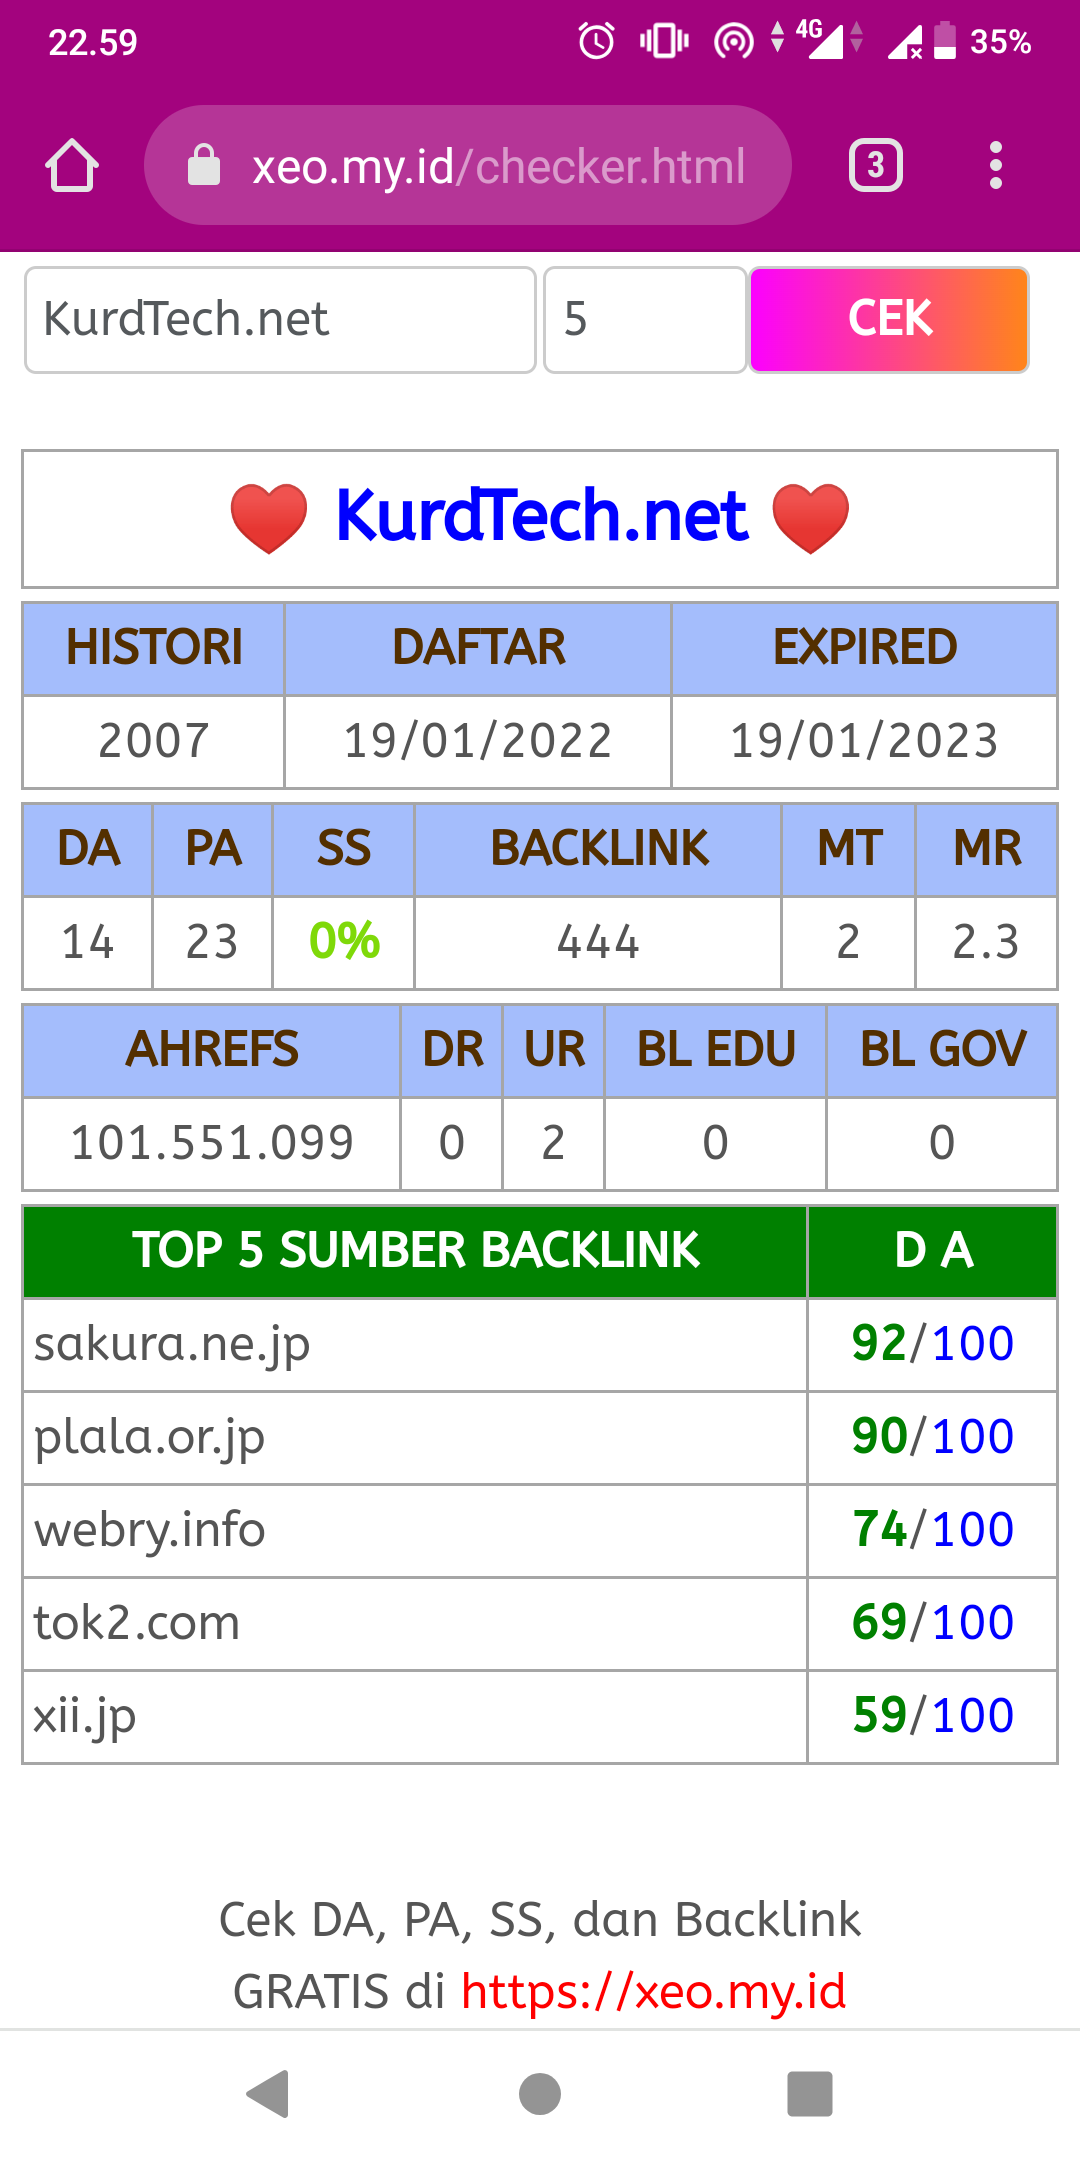 22.59 4G 35%
xeo.my.id/checker.html 3
KurdTech.net 5 CEK
KurdTech.net
HISTORI DAFTAR EXPIRED
2007 19/01/2022 19/01/2023
DA PA SS BACKLINK MT MR
14 23 0% 444 2 2.3
AHREFS DR UR BL EDU BL GOV
101.551.099 0 2 0 0
TOP 5 SUMBER BACKLINK D A
sakura.ne.jp 92/100
plala.or.jp 90/100
webry.info 74/100
tok2.com 69/100
xii.jp 59/100
Cek DA, PA, SS, dan Backlink
GRATIS di https://xeo.my.id